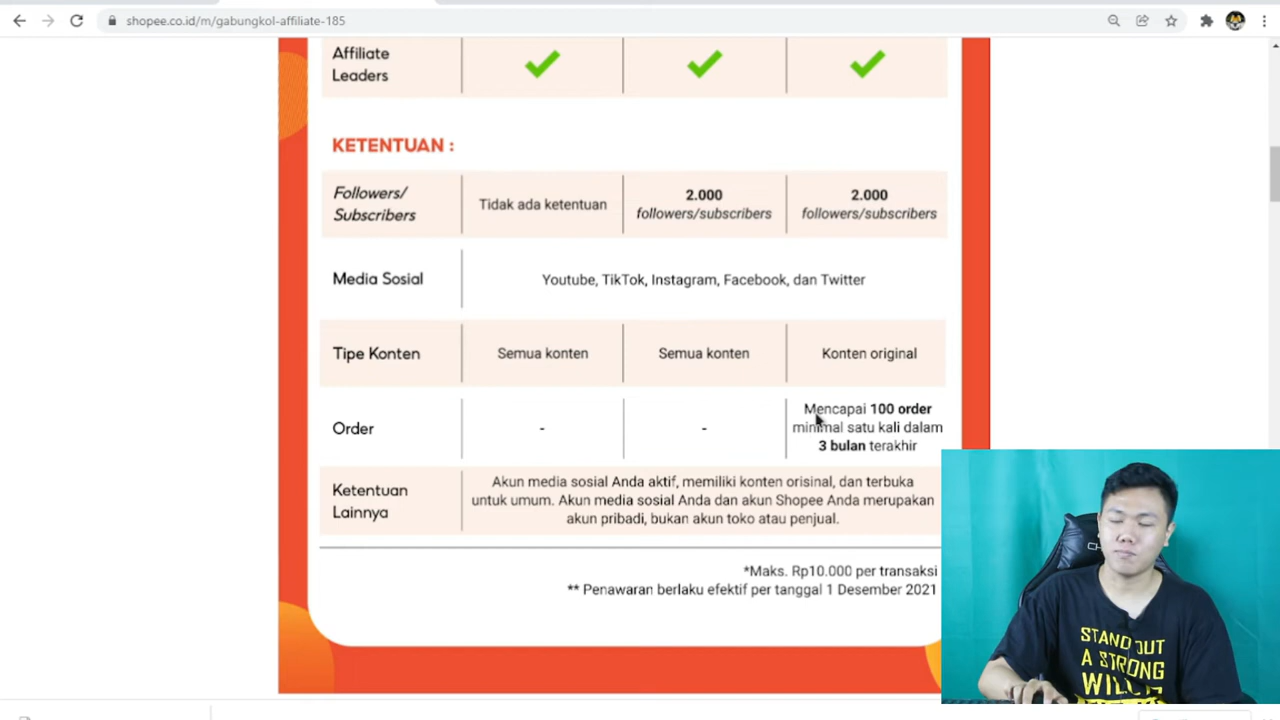 shopee.co.id/m/gabungkol-affiliate-185
Affiliate
Leaders
KETENTUAN :
Followers/
Subscribers
Tidak ada ketentuan
2.000
followers/subscribers
2.000
followers/subscribers
Media Sosial
Youtube, TikTok, Instagram, Facebook, dan Twitter
Tipe Konten
Semua konten
Semua konten
Konten original
Order
-
-
Mencapai 100 order
minimal satu kali dalam
3 bulan terakhir
Ketentuan
Lainnya
Akun media sosial Anda aktif, memiliki konten orisinal, dan terbuka
untuk umum. Akun media sosial Anda dan akun Shopee Anda merupakan
akun pribadi, bukan akun toko atau penjual.
*Maks. Rp10.000 per transaksi
** Penawaran berlaku efektif per tanggal 1 Desember 2021
STAND OUT
A STRONG